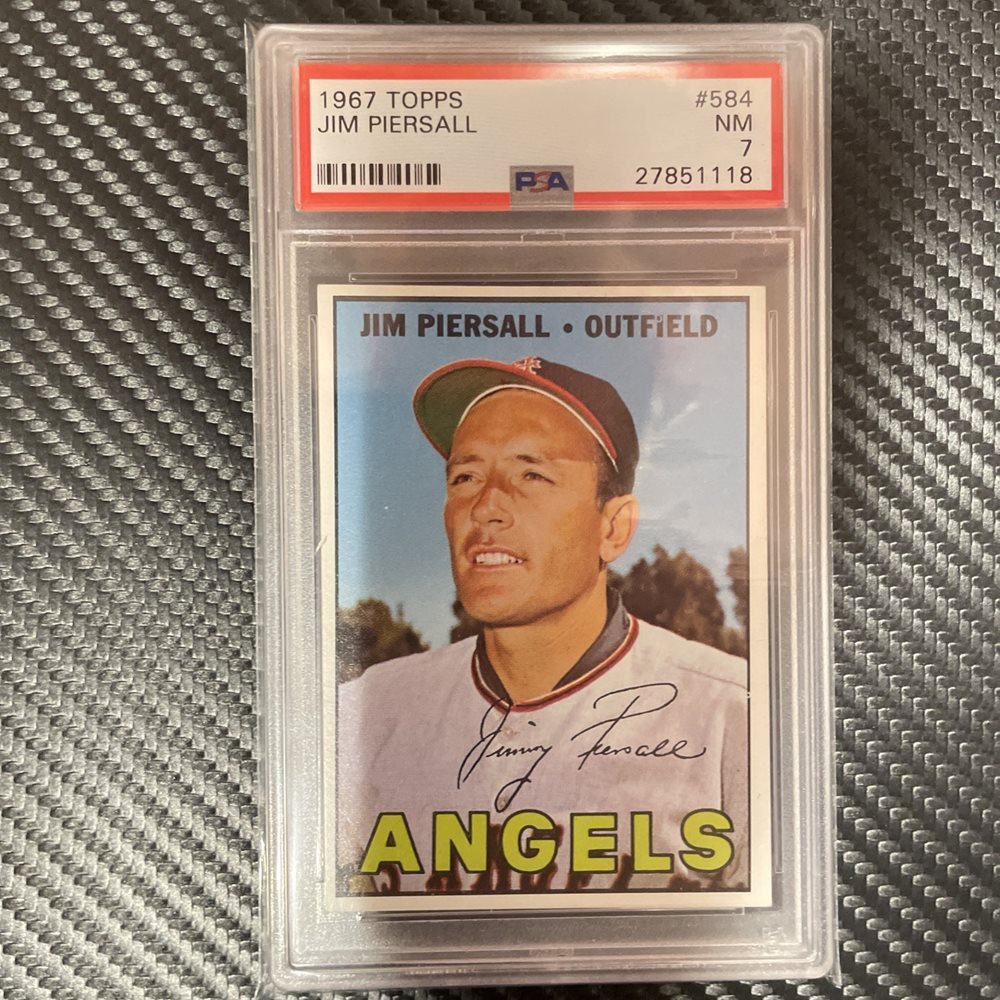 1967 TOPPS #584
JIM PIERSALL NM
7
PSA 27851118
JIM PIERSALL • OUTFIELD
Jimmy Piersall
ANGELS